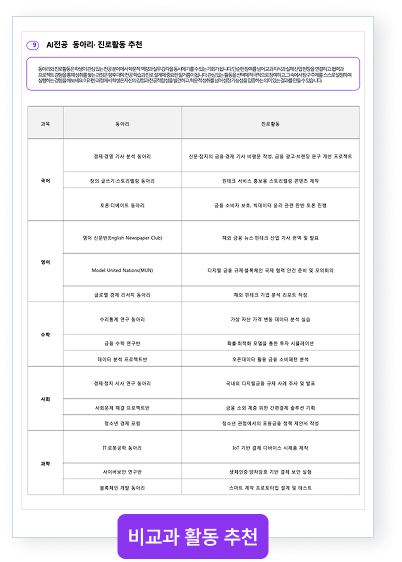 9 AI전공 동아리· 진로활동 추천
과목 동아리 진로활동
국어
경제·경영 기사 분석 동아리 신문·잡지의 금융·경제 기사 비평문 작성, 금융 광고·브랜딩 문구 개선 프로젝트
창의 글쓰기·스토리텔링 동아리 핀테크 서비스 홍보용 스토리텔링 콘텐츠 제작
토론·디베이트 동아리 금융 소비자 보호, 빅데이터 윤리 관련 찬반 토론 진행
영어
영어 신문반(English Newspaper Club) 해외 금융 뉴스·핀테크 산업 기사 번역 및 발표
Model United Nations(MUN) 디지털 금융 규제·블록체인 국제 협력 안건 준비 및 모의회의
글로벌 경제 리서치 동아리 해외 핀테크 기업 분석 리포트 작성
수학
수리통계 연구 동아리 가상 자산 가격 변동 데이터 분석 실습
금융 수학 연구반 확률·최적화 모델을 통한 투자 시뮬레이션
데이터 분석 프로젝트반 오픈데이터 활용 금융 소비패턴 분석
사회
경제·정치 시사 연구 동아리 국내외 디지털금융 규제 사례 조사 및 발표
사회문제 해결 프로젝트반 금융 소외 계층 위한 간편결제 솔루션 기획
청소년 경제 포럼 청소년 관점에서의 포용금융 정책 제안서 작성
과학
IT·로봇공학 동아리 IoT 기반 결제 디바이스 시제품 제작
사이버보안 연구반 생체인증·암호화 기반 결제 보안 실험
블록체인 개발 동아리 스마트 계약 프로토타입 설계 및 테스트
비교과 활동 추천